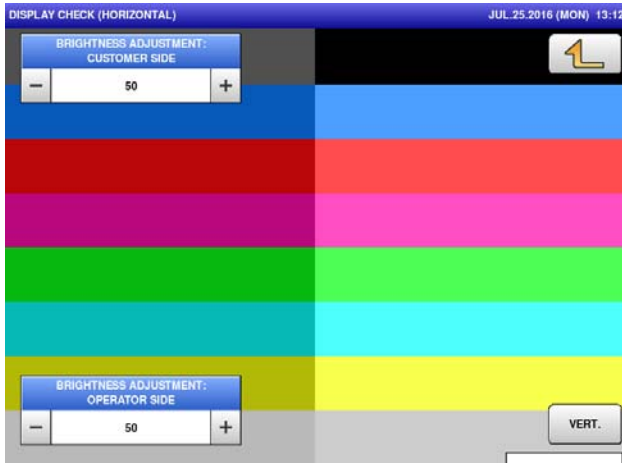 DISPLAY CHECK (HORIZONTAL) JUL.25.2016 (MON) 13:12
BRIGHTNESS ADJUSTMENT:
CUSTOMER SIDE
− 50 +
BRIGHTNESS ADJUSTMENT:
OPERATOR SIDE
− 50 +
VERT.